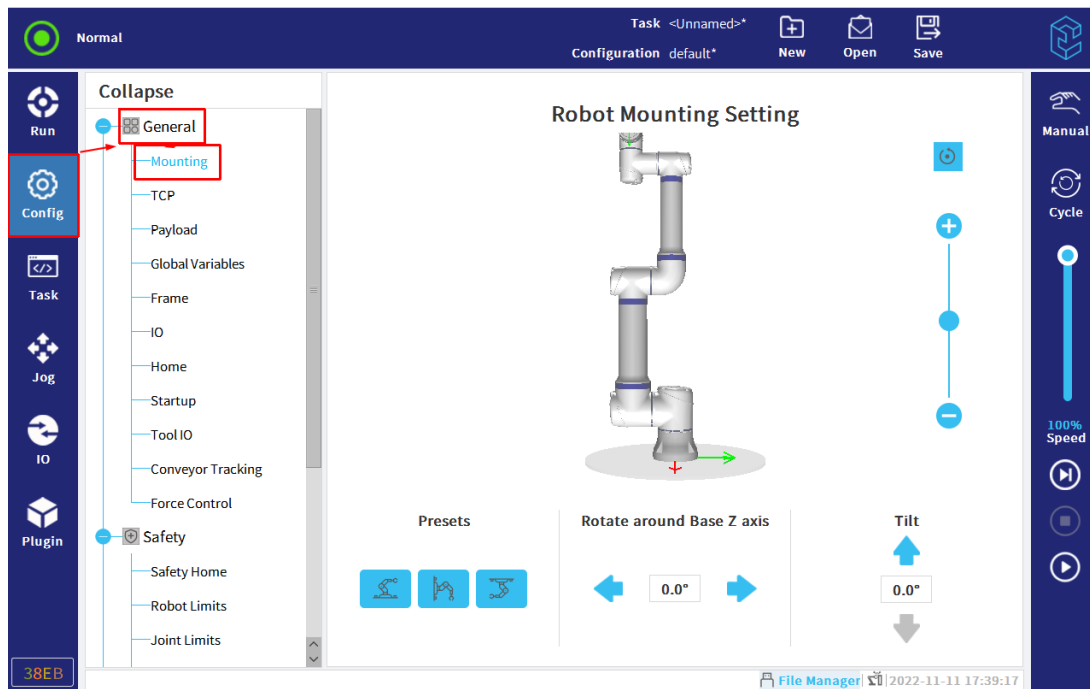 Normal
Task <Unnamed>*
Configuration default*
New
Open
Save
Run
Config
Task
Jog
IO
Plugin
38EB
Collapse
General
Mounting
TCP
Payload
Global Variables
Frame
IO
Home
Startup
Tool IO
Conveyor Tracking
Force Control
Safety
Safety Home
Robot Limits
Joint Limits
Robot Mounting Setting
Presets
Rotate around Base Z axis
0.0°
Tilt
0.0°
Manual
Cycle
100%
Speed
File Manager
2022-11-11 17:39:17